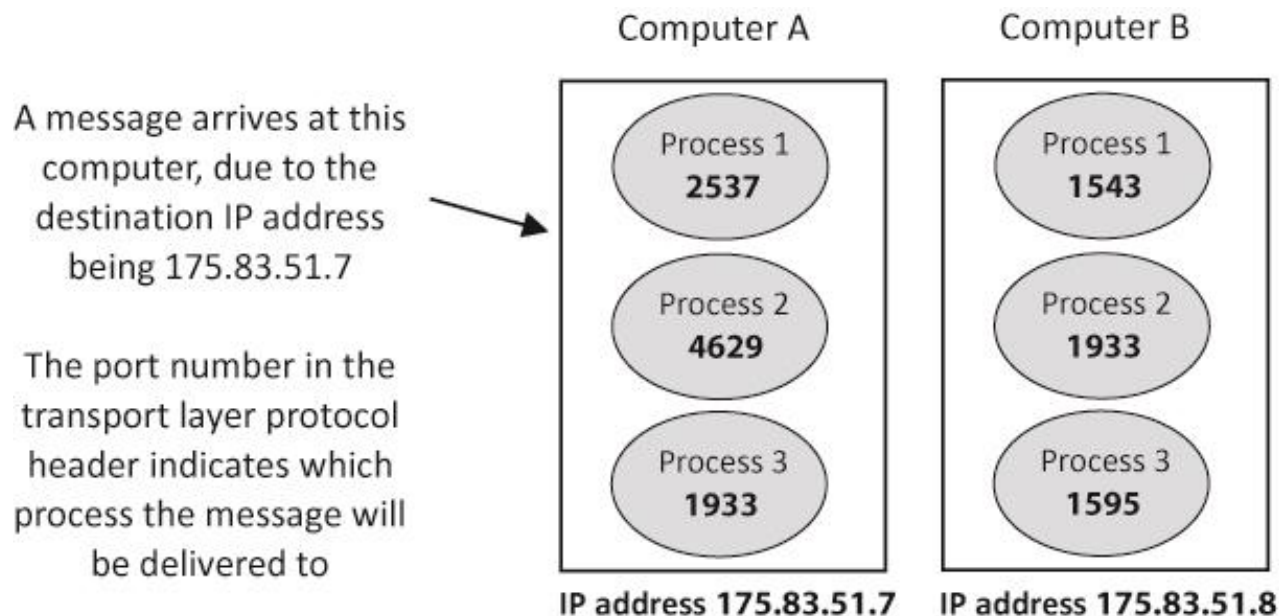 A message arrives at this
computer, due to the
destination IP address
being 175.83.51.7
The port number in the
transport layer protocol
header indicates which
process the message will
be delivered to
Computer A
Process 1
2537
Process 2
4629
Process 3
1933
IP address 175.83.51.7
Computer B
Process 1
1543
Process 2
1933
Process 3
1595
IP address 175.83.51.8